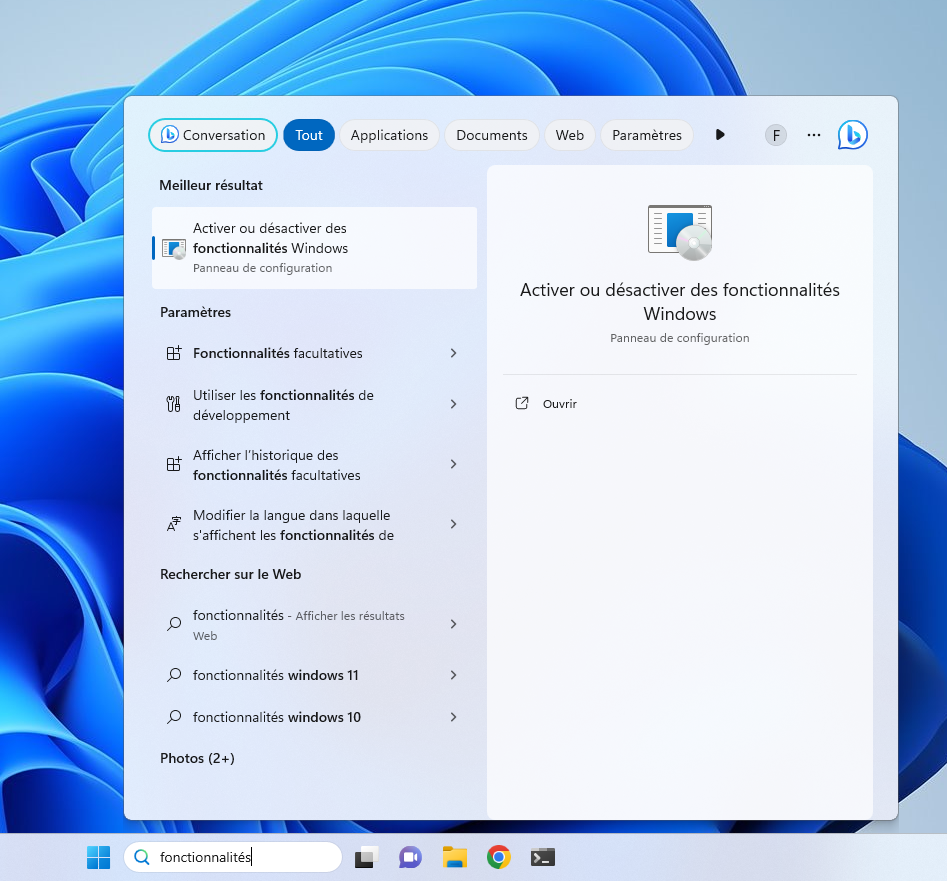 Conversation
Tout
Applications
Documents
Web
Paramètres
F
Meilleur résultat
Activer ou désactiver des
fonctionnalités Windows
Panneau de configuration
Paramètres
Fonctionnalités facultatives
Utiliser les fonctionnalités de
développement
Afficher l'historique des
fonctionnalités facultatives
Modifier la langue dans laquelle
s'affichent les fonctionnalités de
Rechercher sur le Web
fonctionnalités - Afficher les résultats
Web
fonctionnalités windows 11
fonctionnalités windows 10
Photos (2+)
Activer ou désactiver des fonctionnalités
Windows
Panneau de configuration
Ouvrir
fonctionnalités